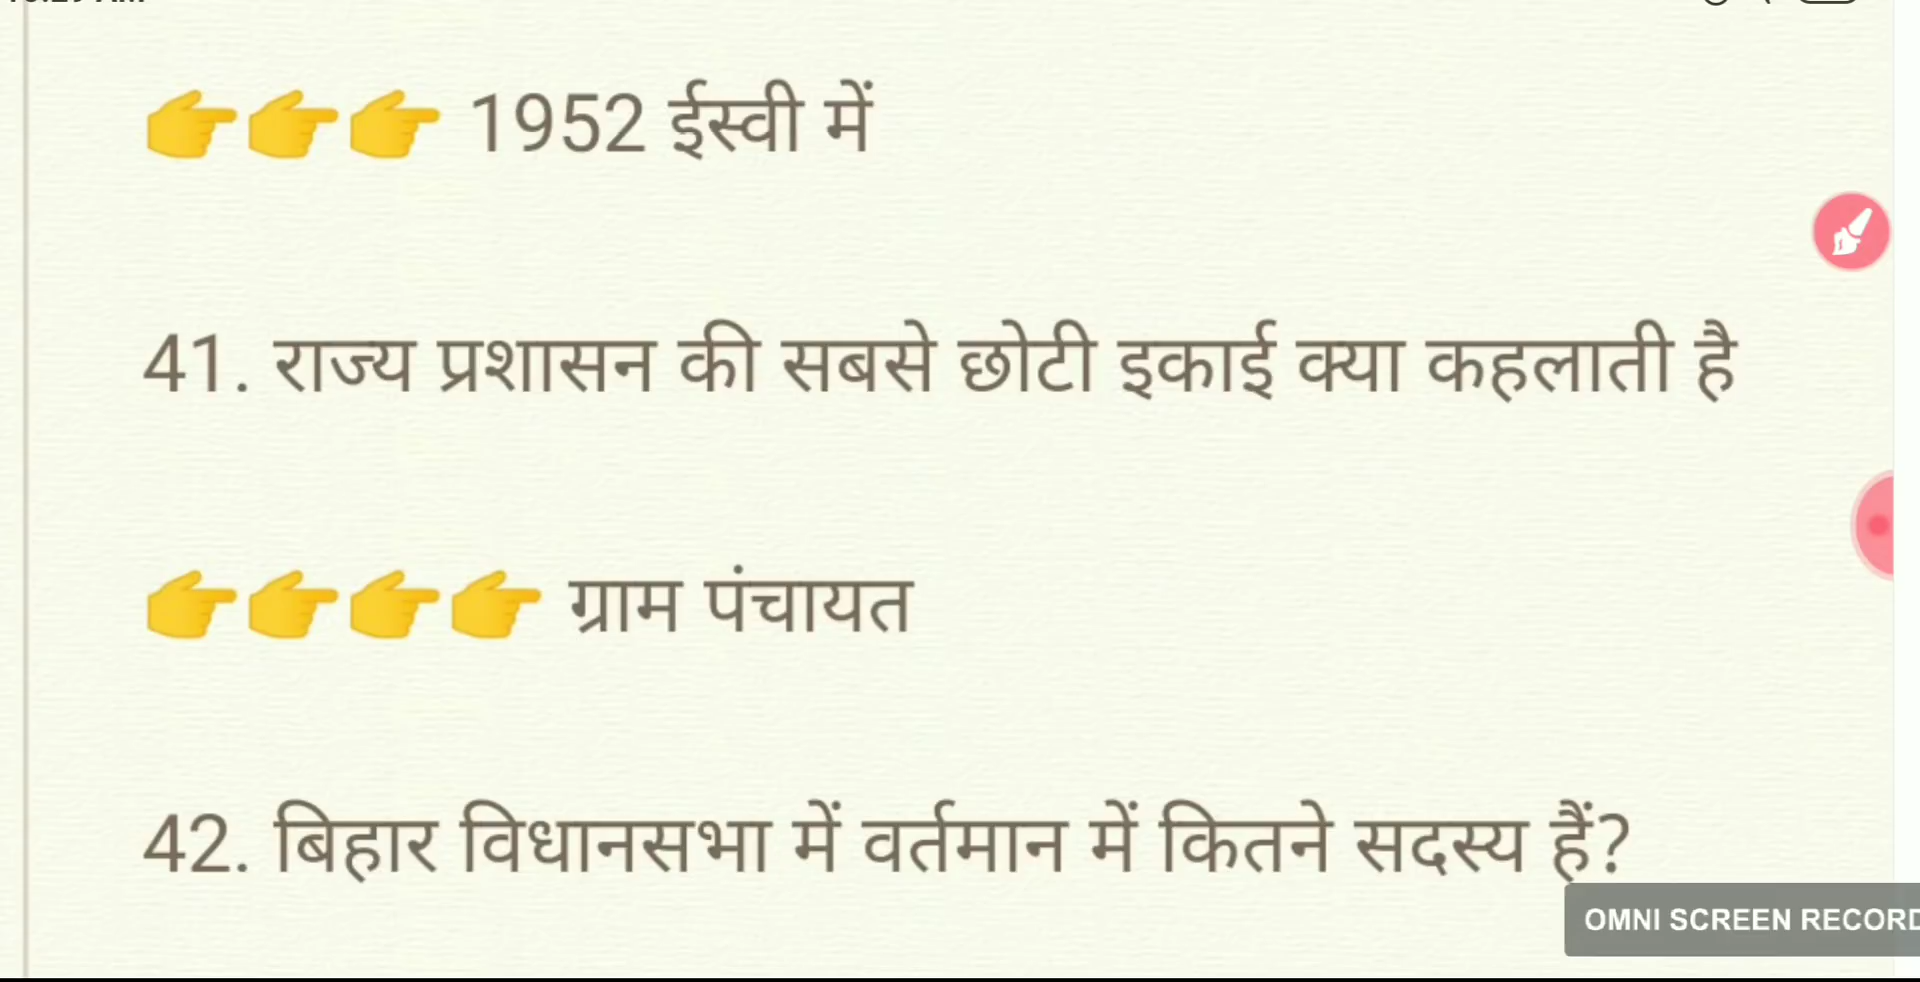 👉👉👉 1952 ईस्वी में
41. राज्य प्रशासन की सबसे छोटी इकाई क्या कहलाती है
👉👉👉👉 ग्राम पंचायत
42. बिहार विधानसभा में वर्तमान में कितने सदस्य हैं?
OMNI SCREEN RECORD